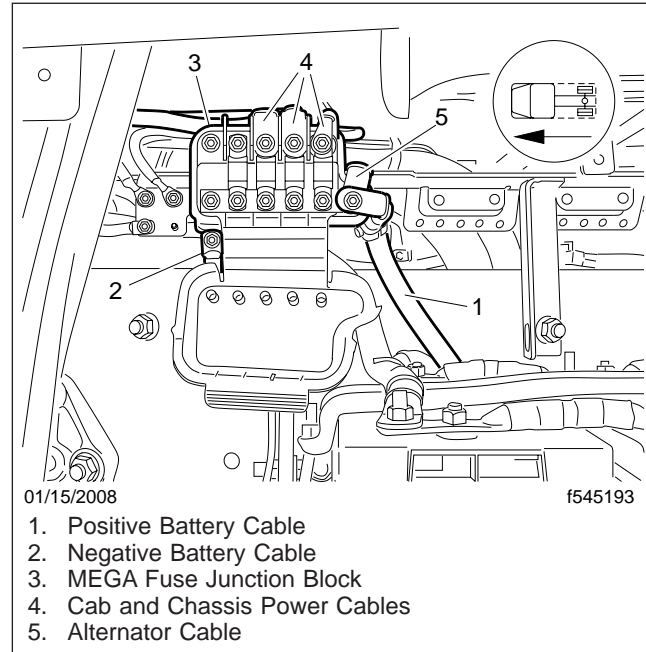 3
4
5
2
1
01/15/2008
f545193
1. Positive Battery Cable
2. Negative Battery Cable
3. MEGA Fuse Junction Block
4. Cab and Chassis Power Cables
5. Alternator Cable